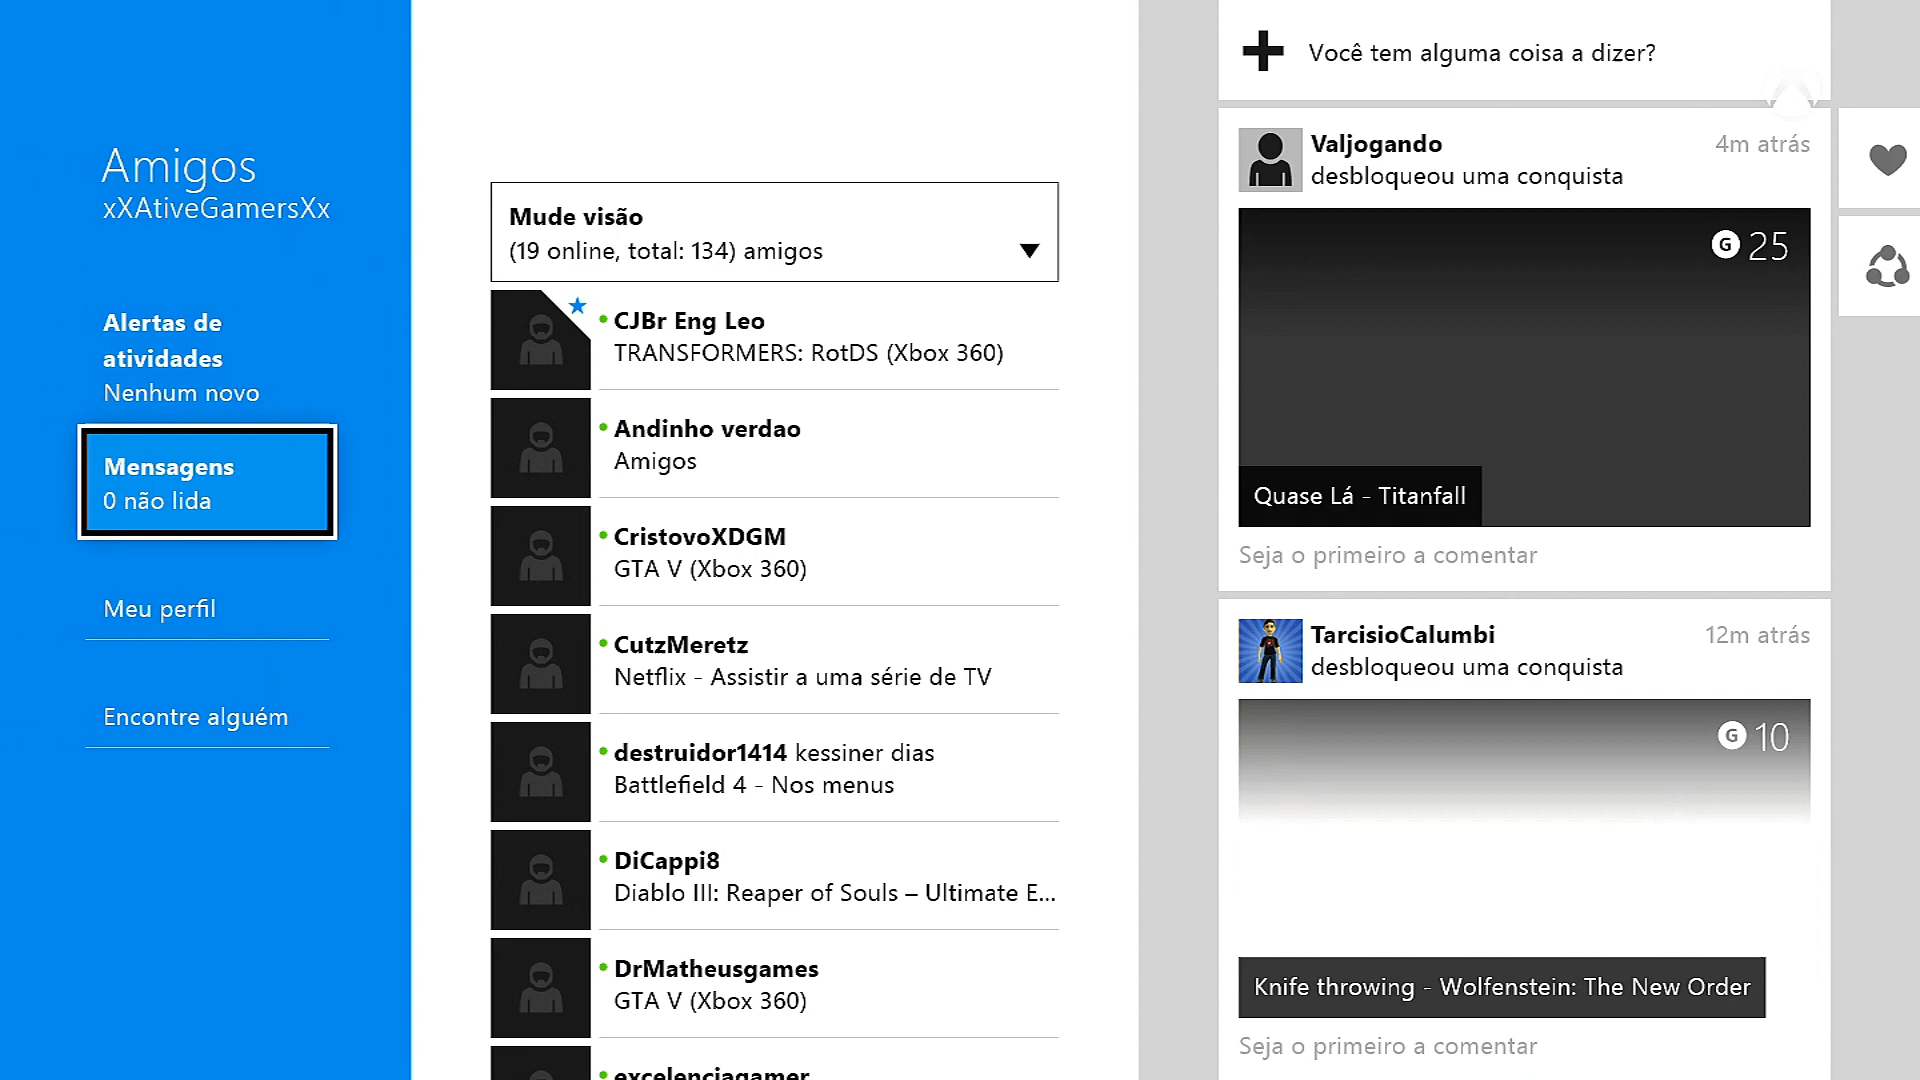 Amigos
xXAtiveGamersXx
Alertas de
atividades
Nenhum novo
Mensagens
0 não lida
Meu perfil
Encontre alguém
Mude visão
(19 online, total: 134) amigos
CJBr Eng Leo
TRANSFORMERS: RotDS (Xbox 360)
Andinho verdao
Amigos
CristovoXDGM
GTA V (Xbox 360)
CutzMeretz
Netflix - Assistir a uma série de TV
destruidor1414 kessiner dias
Battlefield 4 - Nos menus
DiCappi8
Diablo III: Reaper of Souls – Ultimate E...
DrMatheusgames
GTA V (Xbox 360)
excelenciagamer
Você tem alguma coisa a dizer?
Valjogando 4m atrás
desbloqueou uma conquista
G 25
Quase Lá - Titanfall
Seja o primeiro a comentar
TarcisioCalumbi 12m atrás
desbloqueou uma conquista
G 10
Knife throwing - Wolfenstein: The New Order
Seja o primeiro a comentar